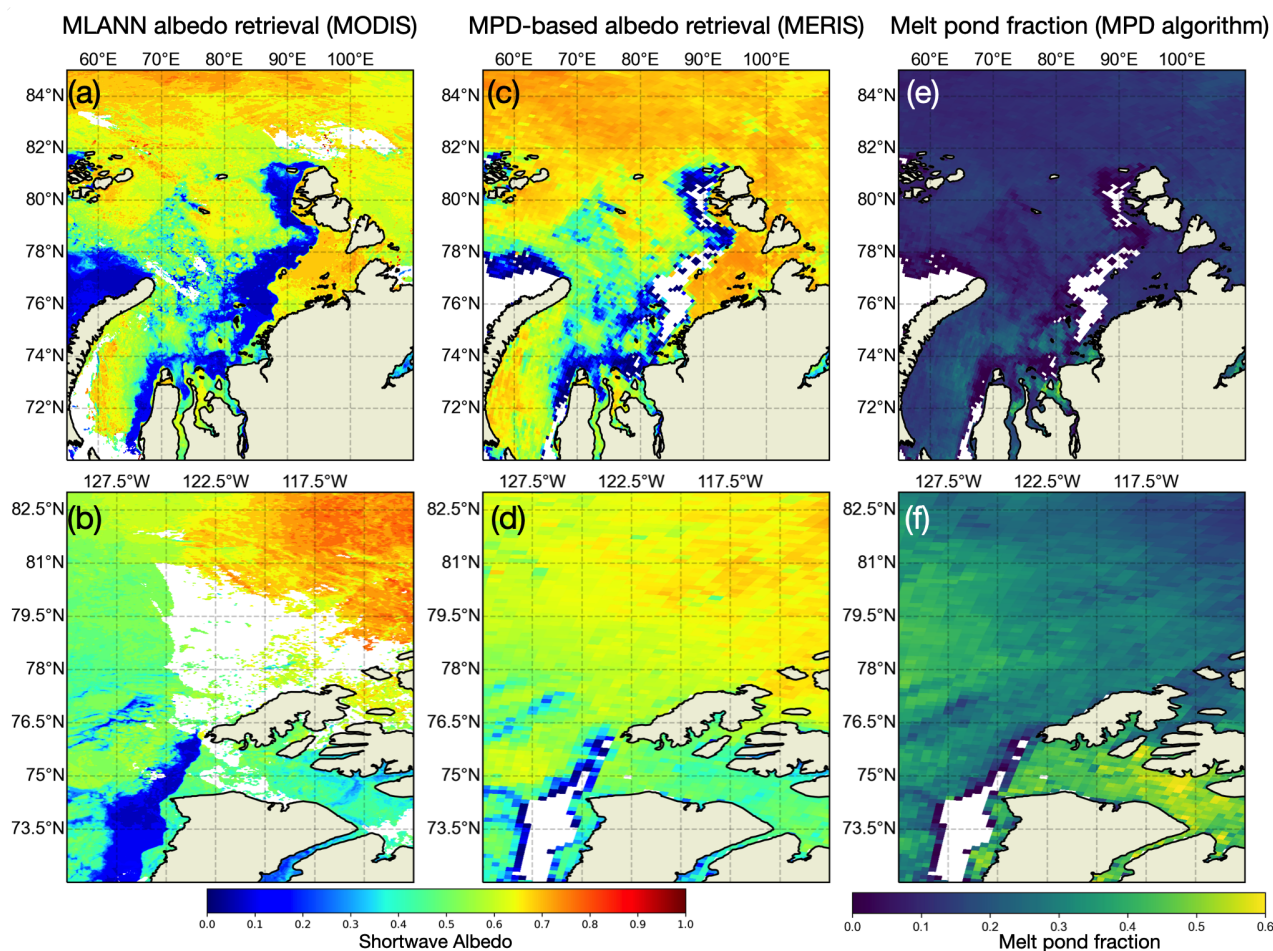 MLANN albedo retrieval (MODIS) MPD-based albedo retrieval (MERIS) Melt pond fraction (MPD algorithm)
60°E 70°E 80°E 90°E 100°E 60°E 70°E 80°E 90°E 100°E 60°E 70°E 80°E 90°E 100°E
(a) (c) (e)
84°N 84°N 84°N
82°N 82°N 82°N
80°N 80°N 80°N
78°N 78°N 78°N
76°N 76°N 76°N
74°N 74°N 74°N
72°N 72°N 72°N
127.5°W 122.5°W 117.5°W 127.5°W 122.5°W 117.5°W 127.5°W 122.5°W 117.5°W
82.5°N 82.5°N 82.5°N
(b) (d) (f)
81°N 81°N 81°N
79.5°N 79.5°N 79.5°N
78°N 78°N 78°N
76.5°N 76.5°N 76.5°N
75°N 75°N 75°N
73.5°N 73.5°N 73.5°N
0.0 0.1 0.2 0.3 0.4 0.5 0.6 0.7 0.8 0.9 1.0 0.0 0.1 0.2 0.3 0.4 0.5 0.6
Shortwave Albedo Melt pond fraction